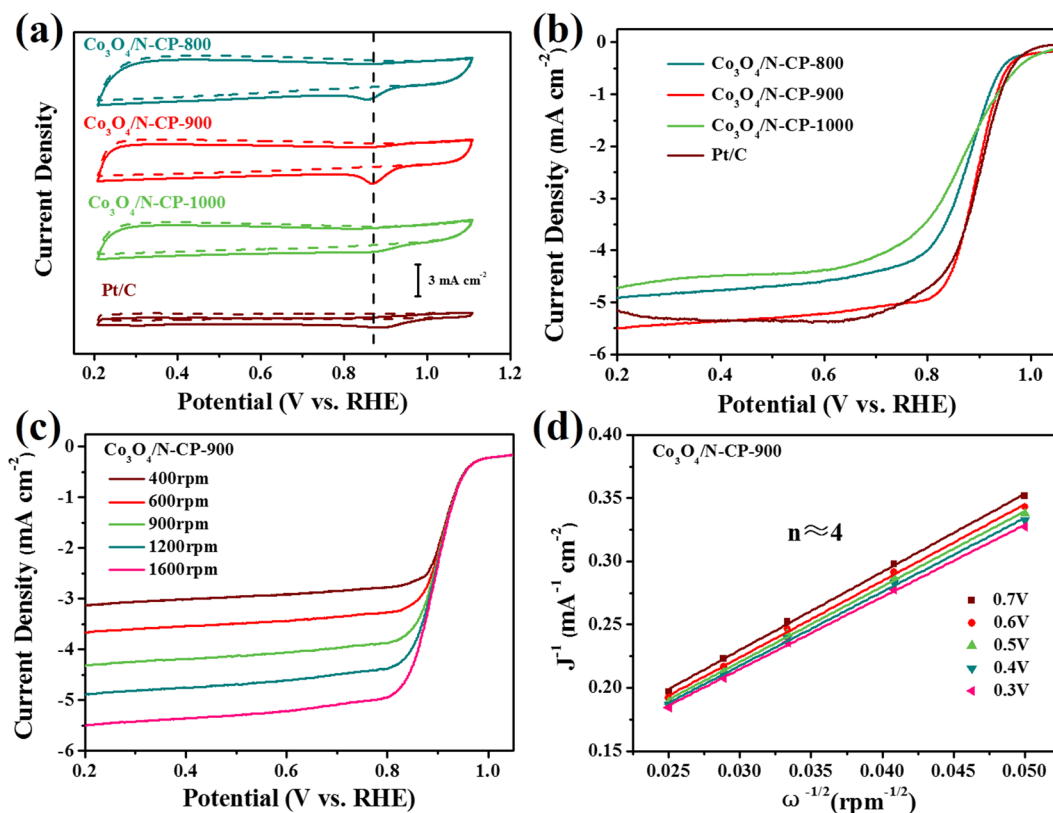 (a)
Co₃O₄/N-CP-800
Co₃O₄/N-CP-900
Co₃O₄/N-CP-1000
3 mA cm⁻²
Pt/C
Current Density
0.2 0.4 0.6 0.8 1.0 1.2
Potential (V vs. RHE)
(b)
0
-1
-2
-3
-4
-5
-6
Co₃O₄/N-CP-800
Co₃O₄/N-CP-900
Co₃O₄/N-CP-1000
Pt/C
Current Density (mA cm⁻²)
0.2 0.4 0.6 0.8 1.0
Potential (V vs. RHE)
(c)
0
-1
-2
-3
-4
-5
-6
Co₃O₄/N-CP-900
400rpm
600rpm
900rpm
1200rpm
1600rpm
Current Density (mA cm⁻²)
0.2 0.4 0.6 0.8 1.0
Potential (V vs. RHE)
(d)
0.40
0.35
0.30
0.25
0.20
0.15
Co₃O₄/N-CP-900
n≈4
0.7V
0.6V
0.5V
0.4V
0.3V
J⁻¹ (mA⁻¹ cm⁻²)
0.025 0.030 0.035 0.040 0.045 0.050
ω⁻¹/² (rpm⁻¹/²)